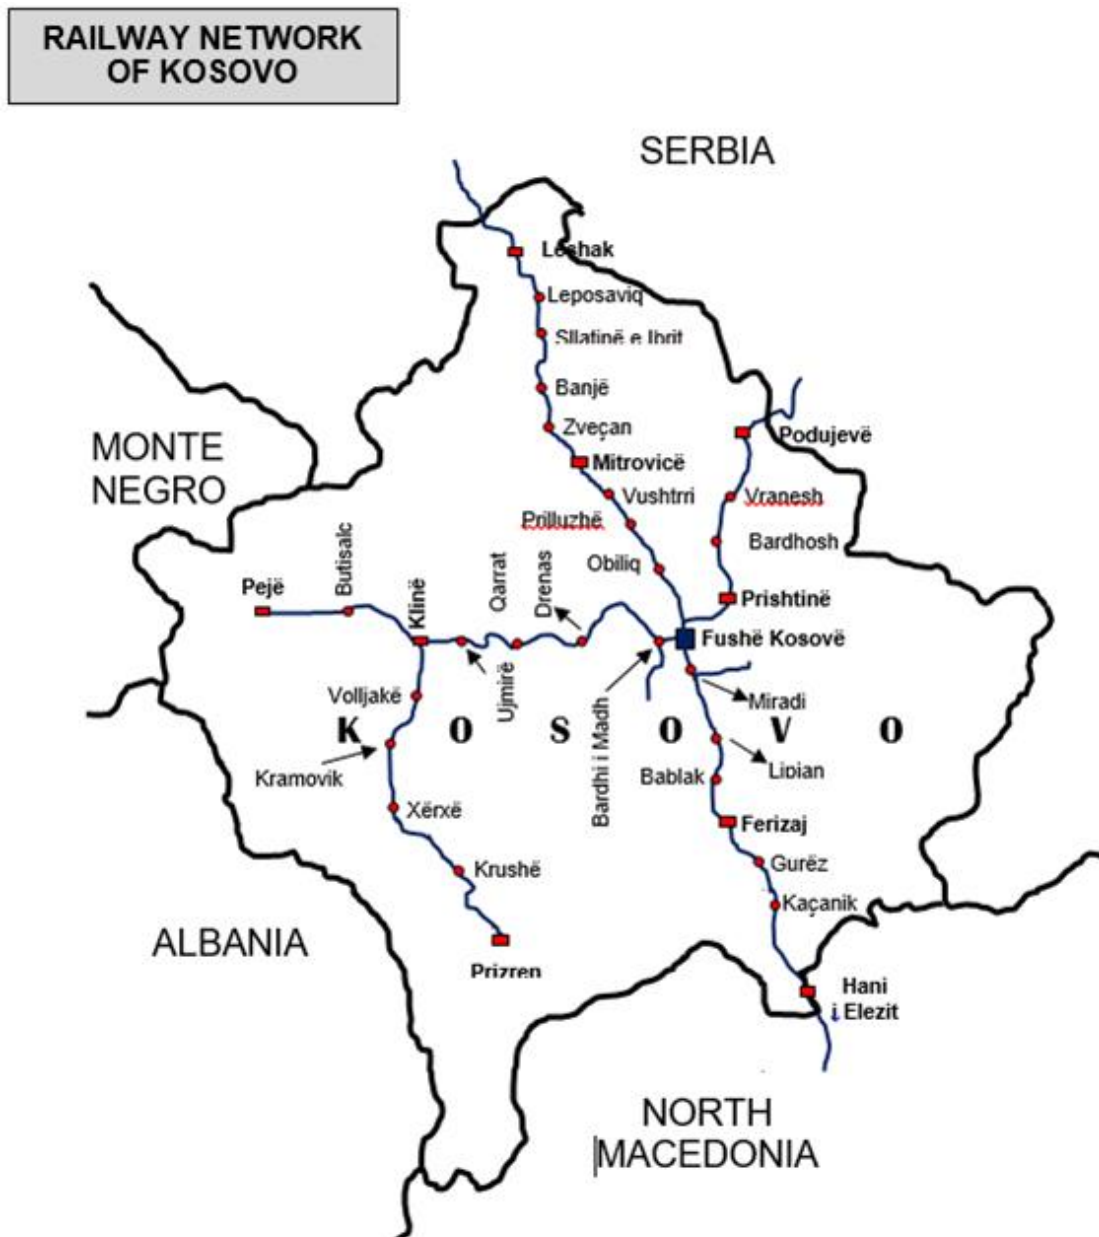 RAILWAY NETWORK
OF KOSOVO
SERBIA
Leshak
Leposaviq
Sllatinë e Ibrit
Banjë
Zveçan
MONTE
NEGRO
Podujevë
Mitrovicë
Vushtrri
Vranesh
Prilluzhë
Bardhosh
Obiliq
Pejë
Butisalc
Klinë
Qarrat
Drenas
Prishtinë
Fushë Kosovë
Ujmirë
Volljakë
Bardhi i Madh
Miradi
K O S O V O
Kramovik
Bablak
Lipjan
Xërxë
Ferizaj
Krushë
Gurëz
Kaçanik
ALBANIA
Prizren
Hani
i Elezit
NORTH
MACEDONIA